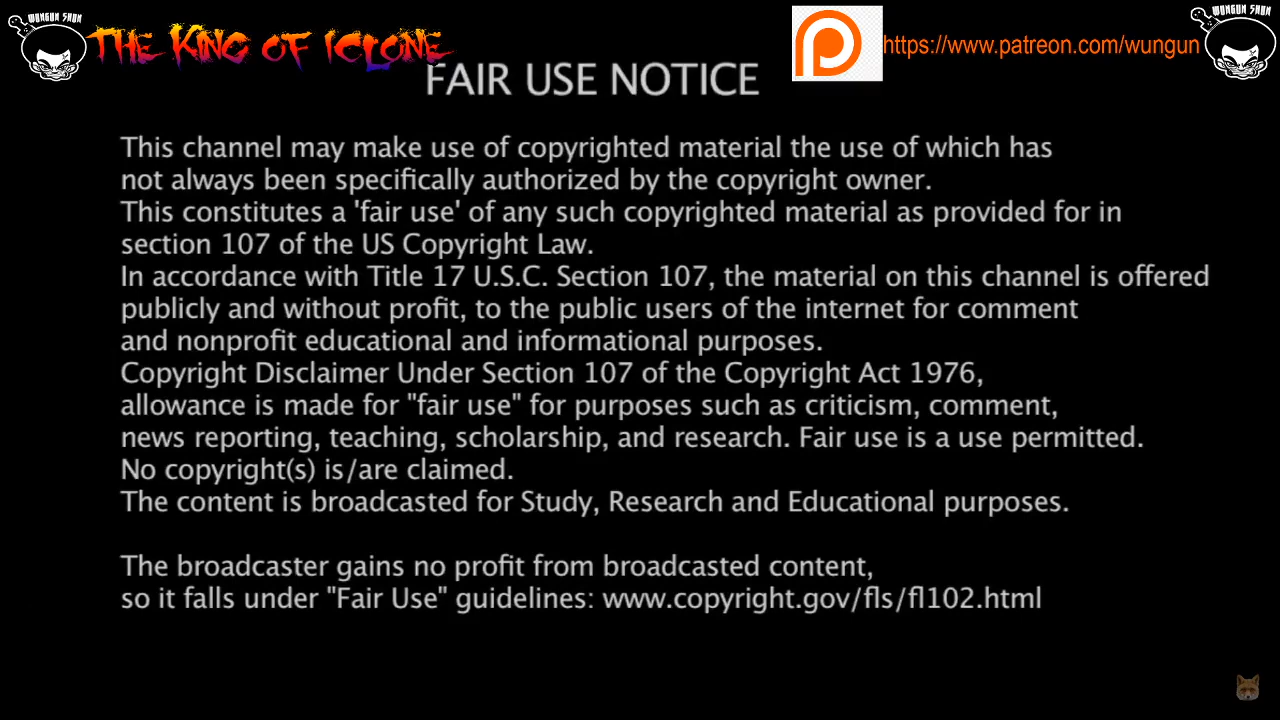 WUNGUN SHUN
THE KING OF ICLONE
https://www.patreon.com/wungun
WUNGUN SHUN
FAIR USE NOTICE
This channel may make use of copyrighted material the use of which has
not always been specifically authorized by the copyright owner.
This constitutes a 'fair use' of any such copyrighted material as provided for in
section 107 of the US Copyright Law.
In accordance with Title 17 U.S.C. Section 107, the material on this channel is offered
publicly and without profit, to the public users of the internet for comment
and nonprofit educational and informational purposes.
Copyright Disclaimer Under Section 107 of the Copyright Act 1976,
allowance is made for "fair use" for purposes such as criticism, comment,
news reporting, teaching, scholarship, and research. Fair use is a use permitted.
No copyright(s) is/are claimed.
The content is broadcasted for Study, Research and Educational purposes.
The broadcaster gains no profit from broadcasted content,
so it falls under "Fair Use" guidelines: www.copyright.gov/fls/fl102.html